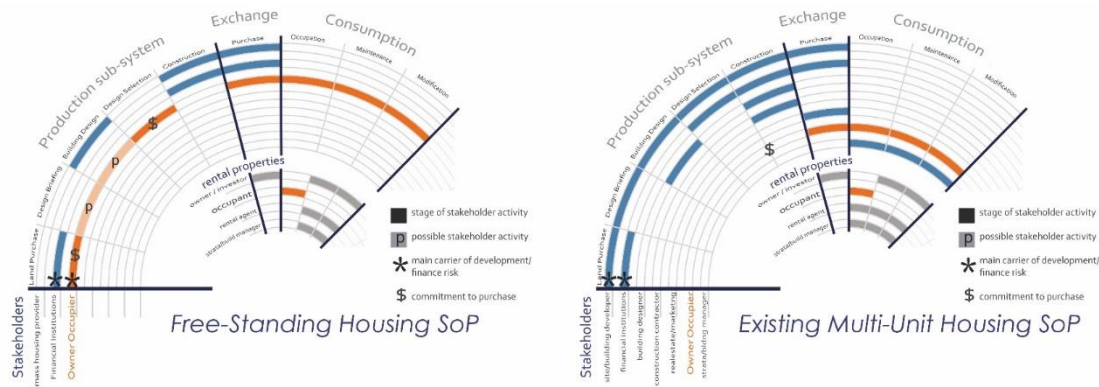 Production sub-system
Exchange
Consumption
Land Purchase
Design Briefing
Building Design
Design Selection
Construction
Purchase
Occupation
Maintenance
Modification
rental properties
owner / investor
occupant
rental agent
strata/build manager
stage of stakeholder activity
p possible stakeholder activity
* main carrier of development/
finance risk
$ commitment to purchase
$
p
p
$
*
*
Stakeholders
mass housing provider
Financial Institutions
Owner Occupier
Free-Standing Housing SoP
Production sub-system
Exchange
Consumption
Land Purchase
Design Briefing
Building Design
Design Selection
Construction
Purchase
Occupation
Maintenance
Modification
$
rental properties
owner / investor
occupant
rental agent
strata/build manager
stage of stakeholder activity
p possible stakeholder activity
* main carrier of development/
finance risk
$ commitment to purchase
*
*
Stakeholders
site/building developer
financial institutions
building designer
construction contractor
realestate/marketing
Owner Occupier
strata/bldng manager
Existing Multi-Unit Housing SoP